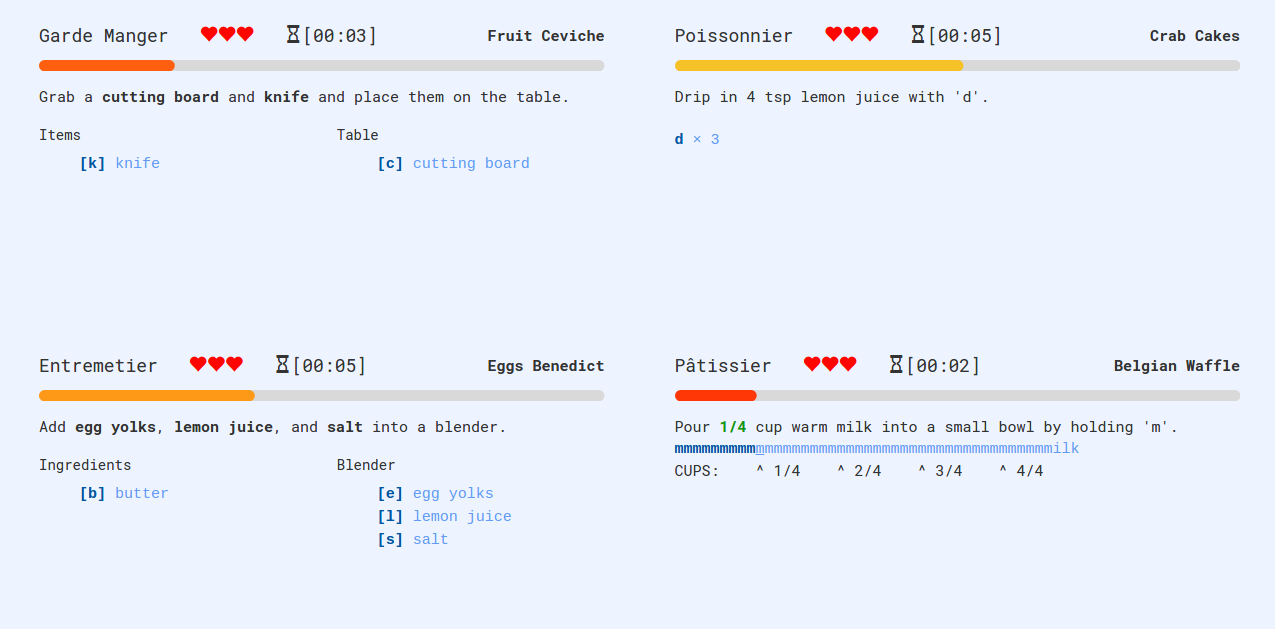 Garde Manger ♥♥♥ ⌛[00:03] Fruit Ceviche
Grab a cutting board and knife and place them on the table.
Items Table
[k] knife [c] cutting board
Poissonnier ♥♥♥ ⌛[00:05] Crab Cakes
Drip in 4 tsp lemon juice with 'd'.
d × 3
Entremetier ♥♥♥ ⌛[00:05] Eggs Benedict
Add egg yolks, lemon juice, and salt into a blender.
Ingredients Blender
[b] butter [e] egg yolks
[l] lemon juice
[s] salt
Pâtissier ♥♥♥ ⌛[00:02] Belgian Waffle
Pour 1/4 cup warm milk into a small bowl by holding 'm'.
mmmmmmmmmmmmmmmmmmmmmmmmmmmmmmmmmmmmmmmmmmilk
CUPS: ^ 1/4 ^ 2/4 ^ 3/4 ^ 4/4